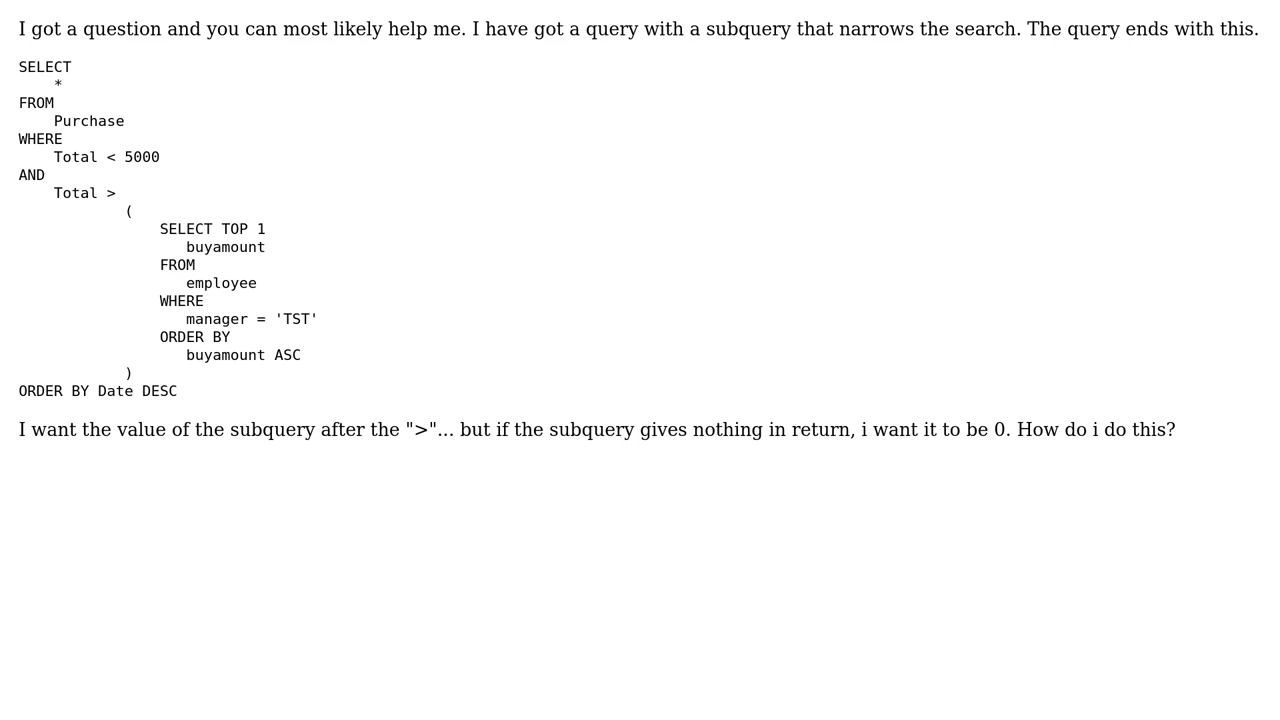 I got a question and you can most likely help me. I have got a query with a subquery that narrows the search. The query ends with this.
SELECT
    *
FROM
    Purchase
WHERE
    Total < 5000
AND
    Total >
            (
                SELECT TOP 1
                   buyamount
                FROM
                   employee
                WHERE
                   manager = 'TST'
                ORDER BY
                   buyamount ASC
            )
ORDER BY Date DESC
I want the value of the subquery after the ">"... but if the subquery gives nothing in return, i want it to be 0. How do i do this?